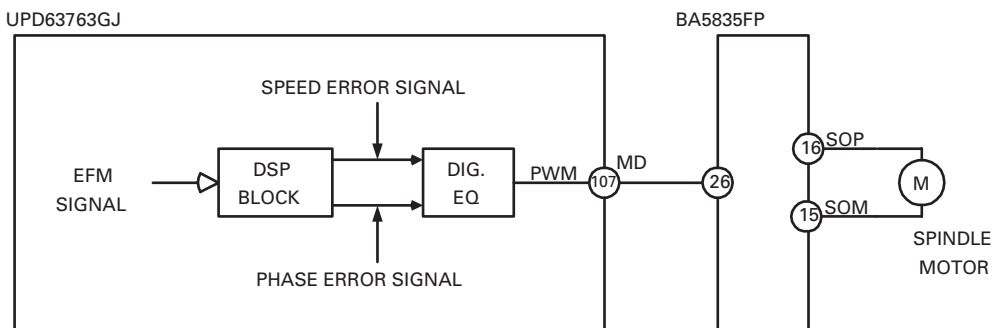 UPD63763GJ
BA5835FP
SPEED ERROR SIGNAL
EFM
SIGNAL
DSP
BLOCK
DIG.
EQ
PWM
107
MD
26
16
SOP
M
15
SOM
SPINDLE
MOTOR
PHASE ERROR SIGNAL